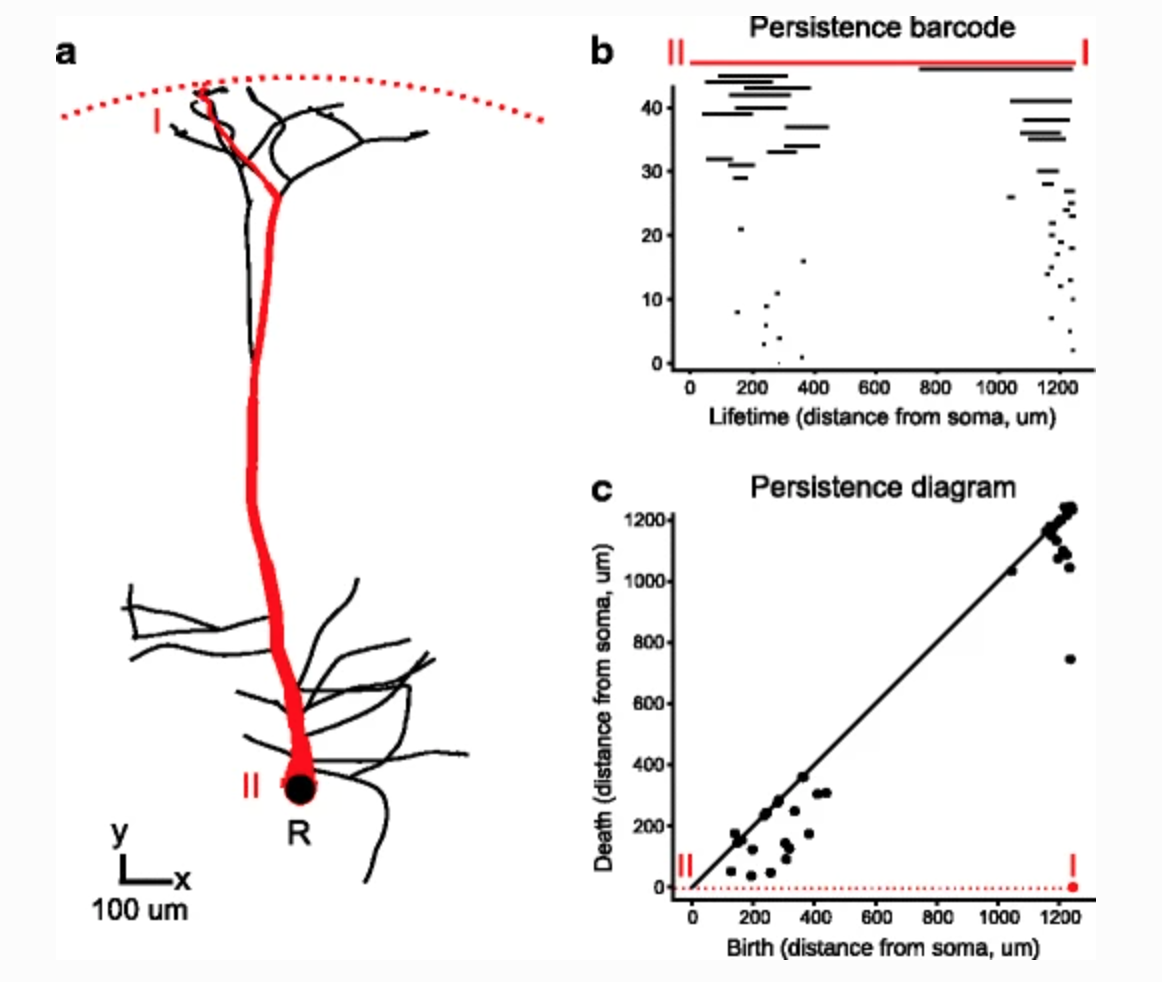 a
I
II
R
y
x
100 um
b
Persistence barcode
II
I
40
30
20
10
0
0 200 400 600 800 1000 1200
Lifetime (distance from soma, um)
c
Persistence diagram
Death (distance from soma, um)
1200
1000
800
600
400
200
0
II
I
0 200 400 600 800 1000 1200
Birth (distance from soma, um)